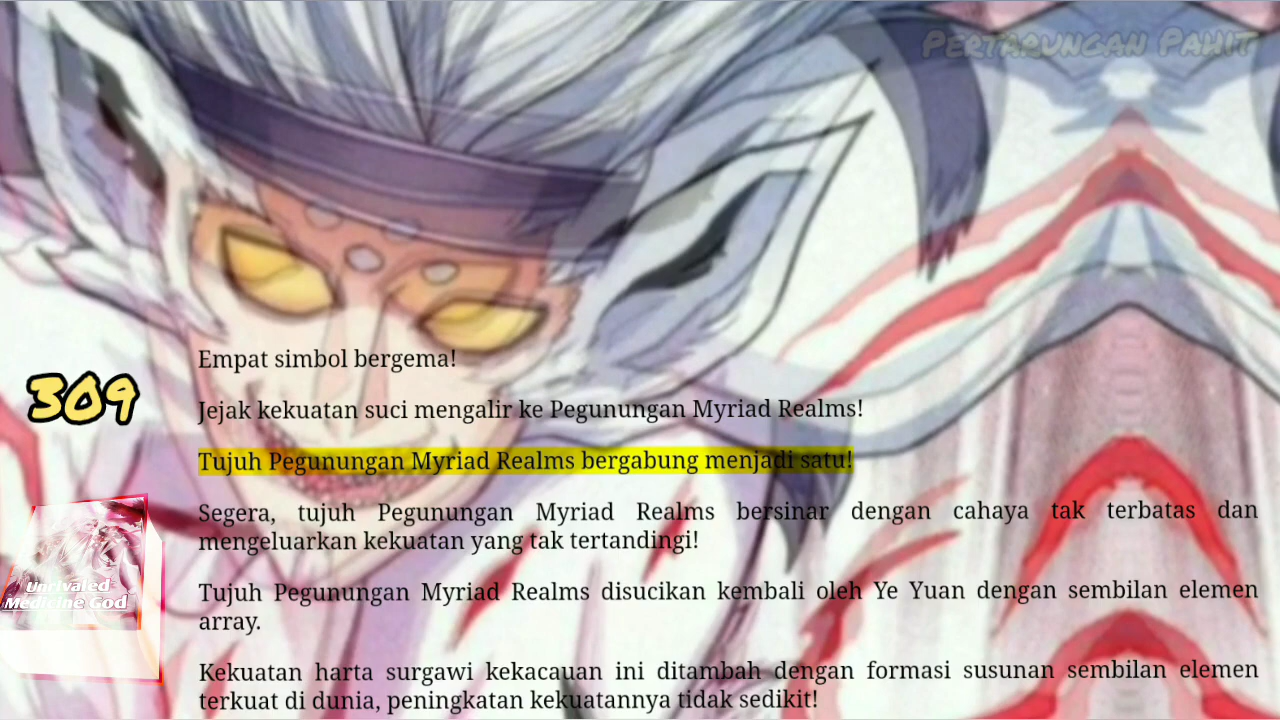 PERTARUNGAN PAHIT
Empat simbol bergema!
309
Jejak kekuatan suci mengalir ke Pegunungan Myriad Realms!
Tujuh Pegunungan Myriad Realms bergabung menjadi satu!
Segera, tujuh Pegunungan Myriad Realms bersinar dengan cahaya tak terbatas dan
mengeluarkan kekuatan yang tak tertandingi!
Unrivaled
Medicine God
Tujuh Pegunungan Myriad Realms disucikan kembali oleh Ye Yuan dengan sembilan elemen
array.
Kekuatan harta surgawi kekacauan ini ditambah dengan formasi susunan sembilan elemen
terkuat di dunia, peningkatan kekuatannya tidak sedikit!